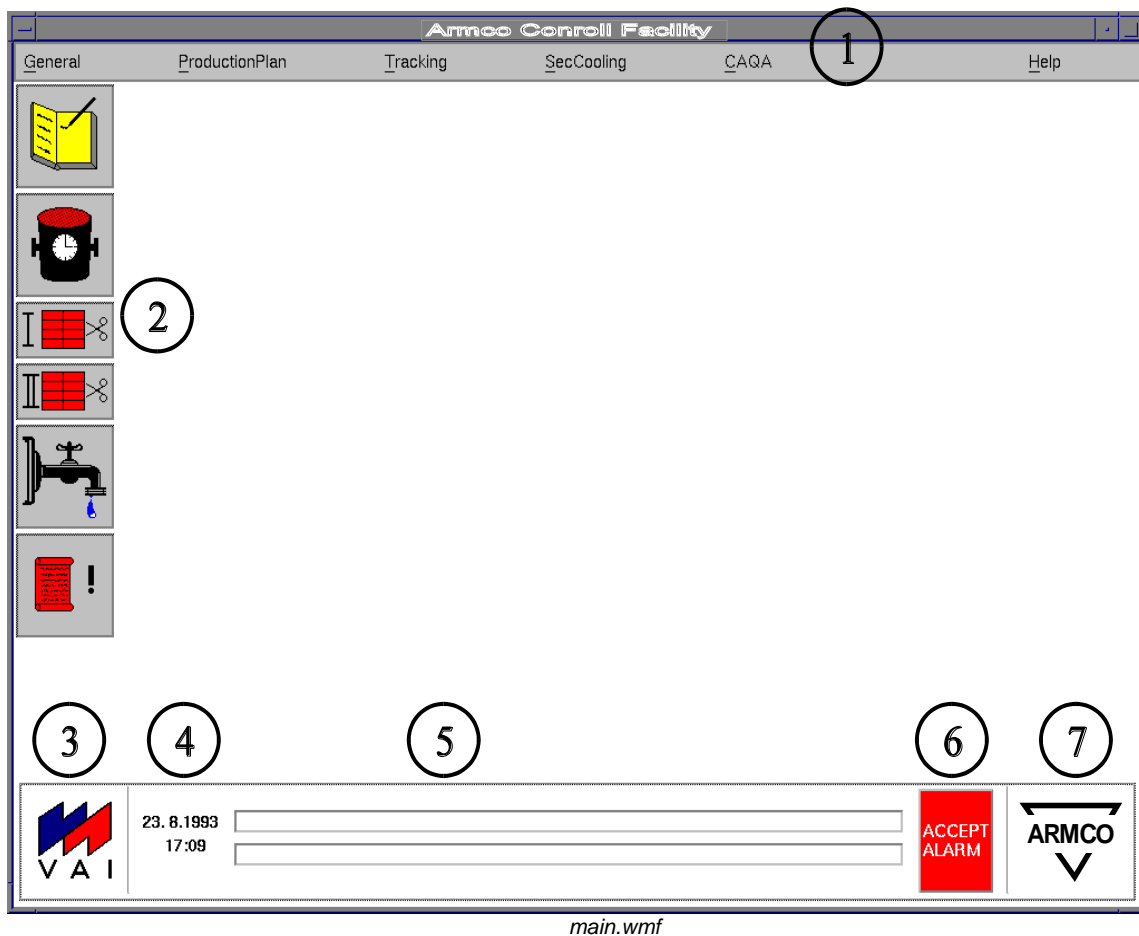 Armco Conroll Facility
General ProductionPlan Tracking SecCooling CAQA Help
1
2
3 4 5 6 7
23. 8.1993
17:09
ACCEPT
ALARM
VAI
ARMCO
main.wmf